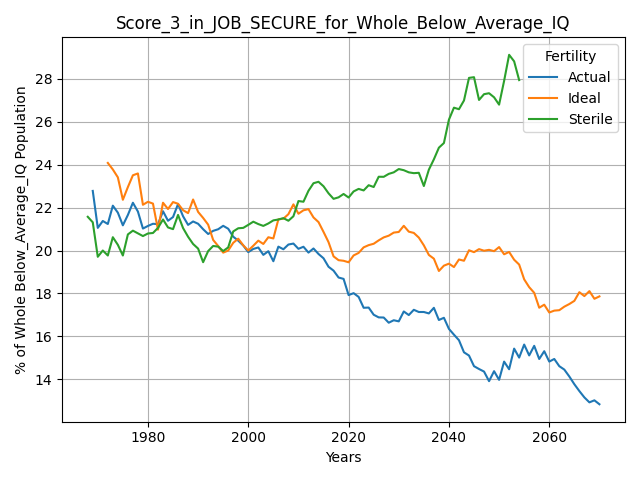 Score_3_in_JOB_SECURE_for_Whole_Below_Average_IQ
% of Whole Below_Average_IQ Population
28
26
24
22
20
18
16
14
Fertility
Actual
Ideal
Sterile
1980
2000
2020
2040
2060
Years